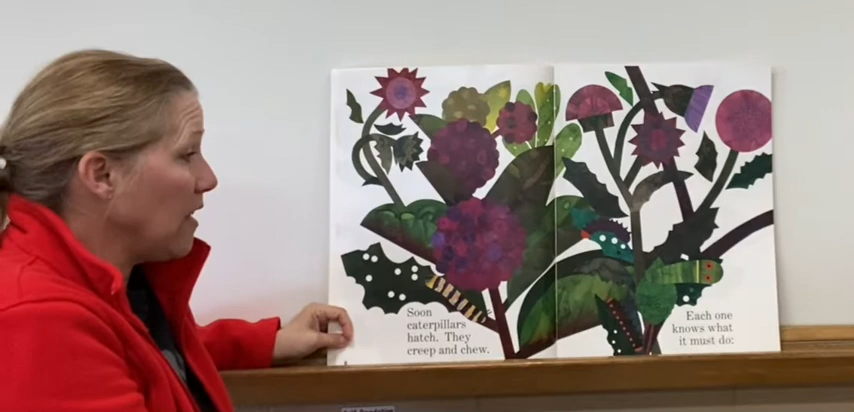 Soon
caterpillars
hatch. They
creep and chew.
Each one
knows what
it must do: